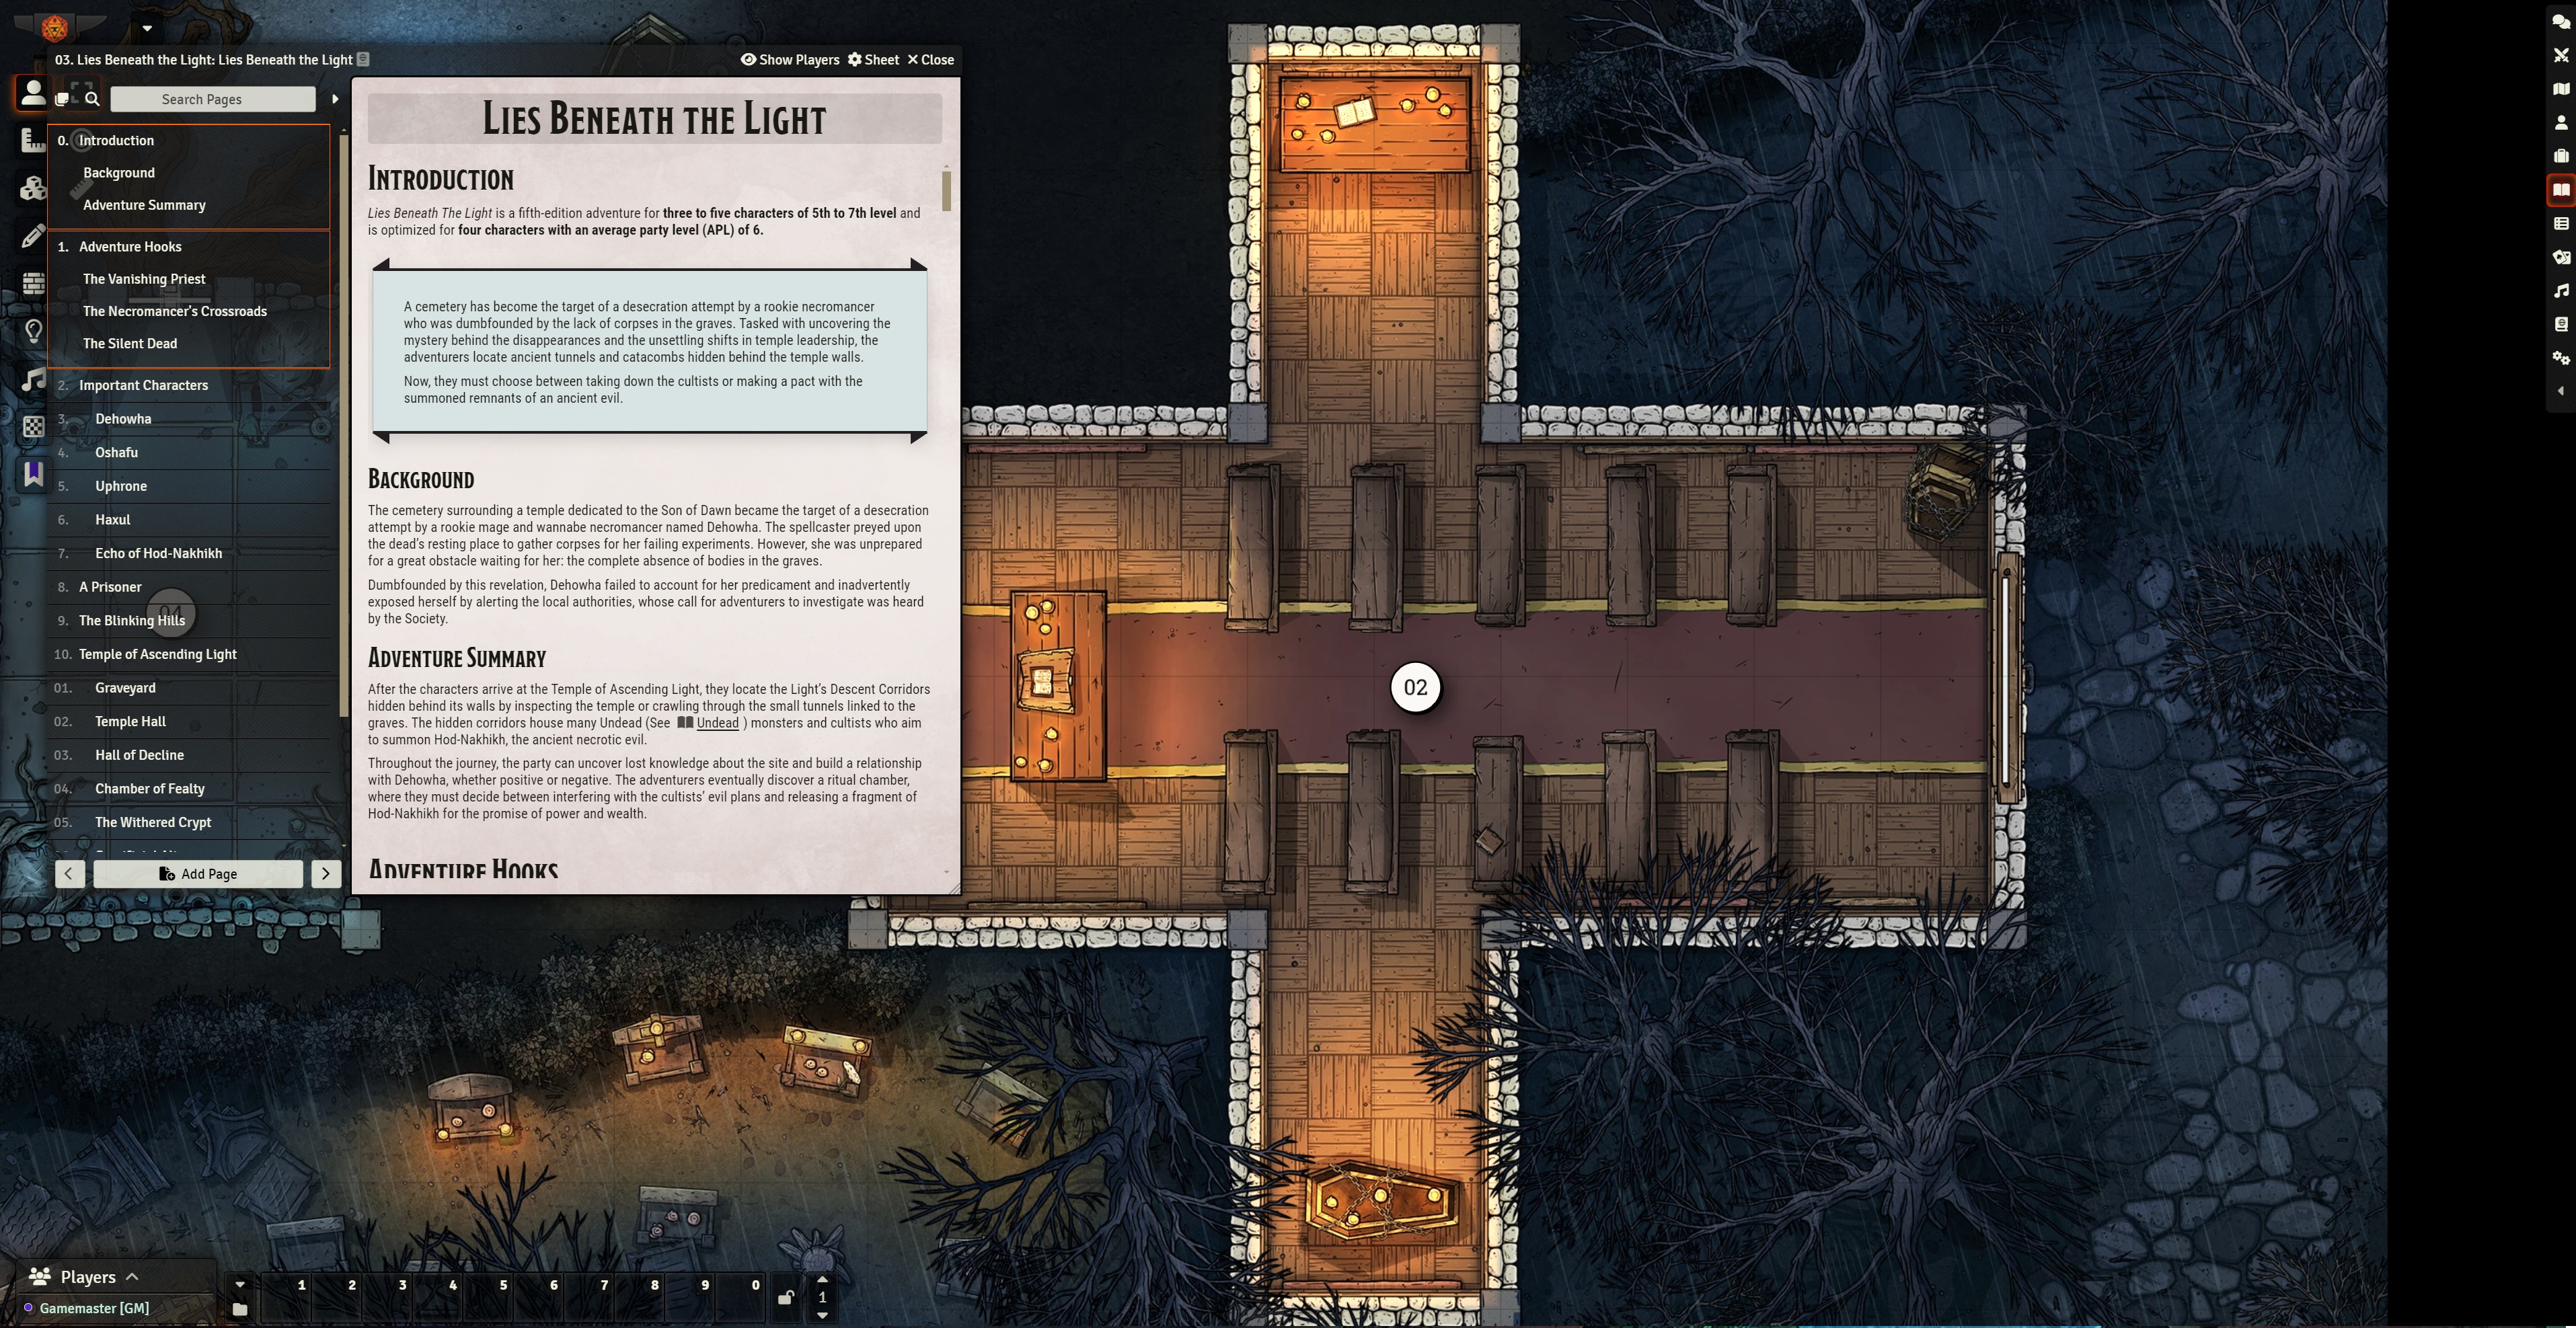 03. Lies Beneath the Light: Lies Beneath the Light
Show Players Sheet Close
Search Pages
0. Introduction
Background
Adventure Summary
1. Adventure Hooks
The Vanishing Priest
The Necromancer's Crossroads
The Silent Dead
2. Important Characters
3. Dehowha
4. Oshafu
5. Uphrone
6. Haxul
7. Echo of Hod-Nakhikh
8. A Prisoner
04
9. The Blinking Hills
10. Temple of Ascending Light
01. Graveyard
02. Temple Hall
03. Hall of Decline
04. Chamber of Fealty
05. The Withered Crypt
Add Page
Lies Beneath the Light
Introduction
Lies Beneath The Light is a fifth-edition adventure for three to five characters of 5th to 7th level and
is optimized for four characters with an average party level (APL) of 6.
A cemetery has become the target of a desecration attempt by a rookie necromancer
who was dumbfounded by the lack of corpses in the graves. Tasked with uncovering the
mystery behind the disappearances and the unsettling shifts in temple leadership, the
adventurers locate ancient tunnels and catacombs hidden behind the temple walls.
Now, they must choose between taking down the cultists or making a pact with the
summoned remnants of an ancient evil.
Background
The cemetery surrounding a temple dedicated to the Son of Dawn became the target of a desecration
attempt by a rookie mage and wannabe necromancer named Dehowha. The spellcaster preyed upon
the dead's resting place to gather corpses for her failing experiments. However, she was unprepared
for a great obstacle waiting for her: the complete absence of bodies in the graves.
Dumbfounded by this revelation, Dehowha failed to account for her predicament and inadvertently
exposed herself by alerting the local authorities, whose call for adventurers to investigate was heard
by the Society.
Adventure Summary
After the characters arrive at the Temple of Ascending Light, they locate the Light's Descent Corridors
hidden behind its walls by inspecting the temple or crawling through the small tunnels linked to the
graves. The hidden corridors house many Undead (See Undead ) monsters and cultists who aim
to summon Hod-Nakhikh, the ancient necrotic evil.
Throughout the journey, the party can uncover lost knowledge about the site and build a relationship
with Dehowha, whether positive or negative. The adventurers eventually discover a ritual chamber,
where they must decide between interfering with the cultists' evil plans and releasing a fragment of
Hod-Nakhikh for the promise of power and wealth.
Adventure Hooks
02
Players
Gamemaster [GM]
1 2 3 4 5 6 7 8 9 0
1